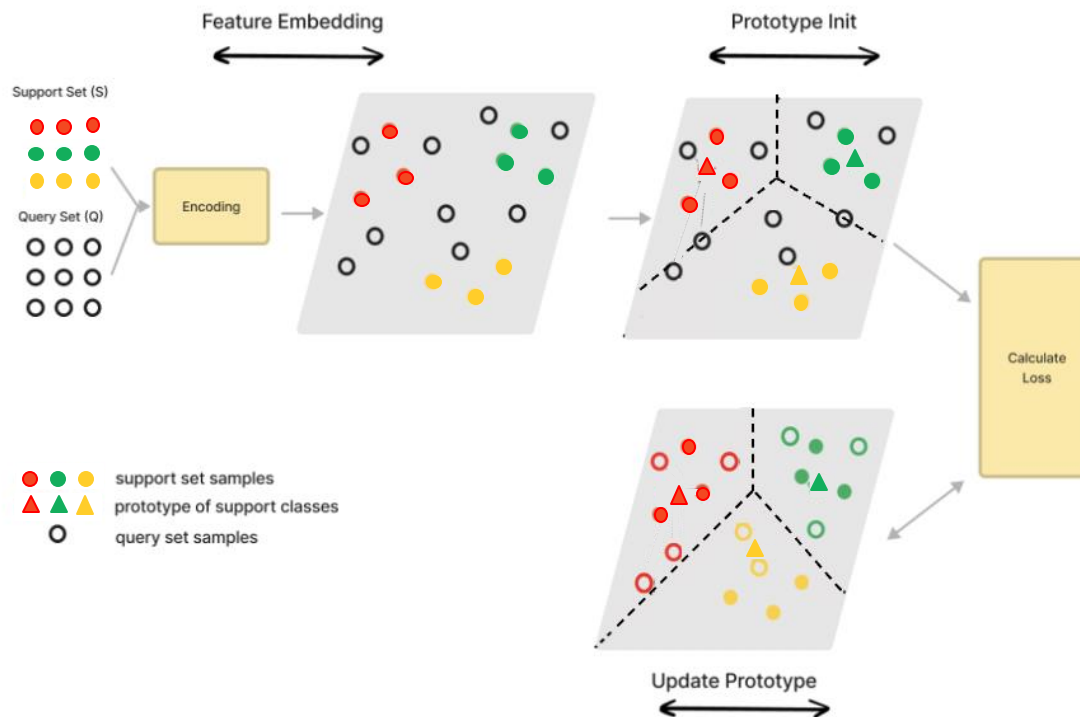 Feature Embedding
Prototype Init
Support Set (S)
Encoding
Query Set (Q)
Calculate
Loss
support set samples
prototype of support classes
query set samples
Update Prototype